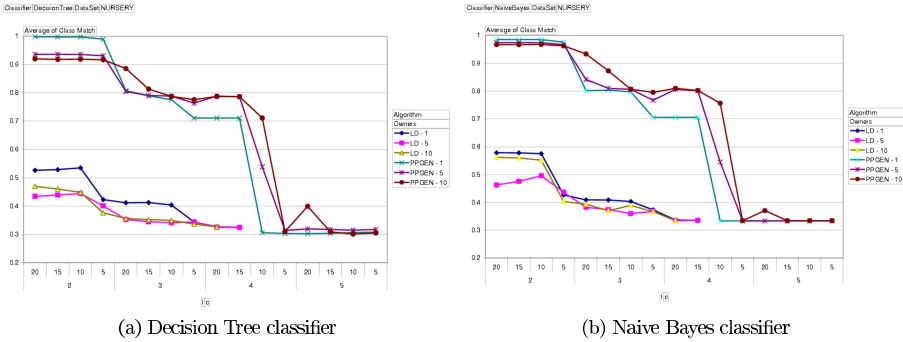 Classifier DecisionTree DataSet NURSERY
Average of Class Match
1
0.9
0.8
0.7
0.6
0.5
0.4
0.3
0.2
20 15 10 5 20 15 10 5 20 15 10 5 20 15 10 5
2 3 4 5
l c
Algorithm
Owners
LD - 1
LD - 5
LD - 10
PPGEN - 1
PPGEN - 5
PPGEN - 10
(a) Decision Tree classifier
Classifier NaiveBayes DataSet NURSERY
Average of Class Match
1
0.9
0.8
0.7
0.6
0.5
0.4
0.3
0.2
20 15 10 5 20 15 10 5 20 15 10 5 20 15 10 5
2 3 4 5
l c
Algorithm
Owners
LD - 1
LD - 5
LD - 10
PPGEN - 1
PPGEN - 5
PPGEN - 10
(b) Naive Bayes classifier